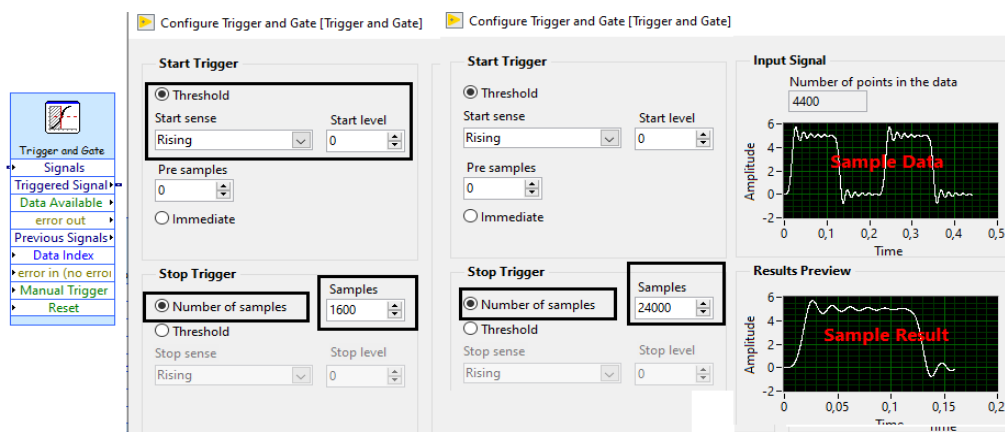 Trigger and Gate
Signals
Triggered Signal
Data Available
error out
Previous Signals
Data Index
error in (no erroi
Manual Trigger
Reset
Configure Trigger and Gate [Trigger and Gate]
Start Trigger
Threshold
Start sense
Start level
Rising
0
Pre samples
0
Immediate
Stop Trigger
Number of samples
Samples
1600
Threshold
Stop sense
Stop level
Rising
0
Configure Trigger and Gate [Trigger and Gate]
Start Trigger
Threshold
Start sense
Start level
Rising
0
Pre samples
0
Immediate
Stop Trigger
Number of samples
Samples
24000
Threshold
Stop sense
Stop level
Rising
0
Input Signal
Number of points in the data
4400
Amplitude
6
4
2
0
-2
Sample Data
0 0,1 0,2 0,3 0,4 0,5
Time
Results Preview
Amplitude
6
4
2
0
-2
Sample Result
0 0,05 0,1 0,15 0,2
Time